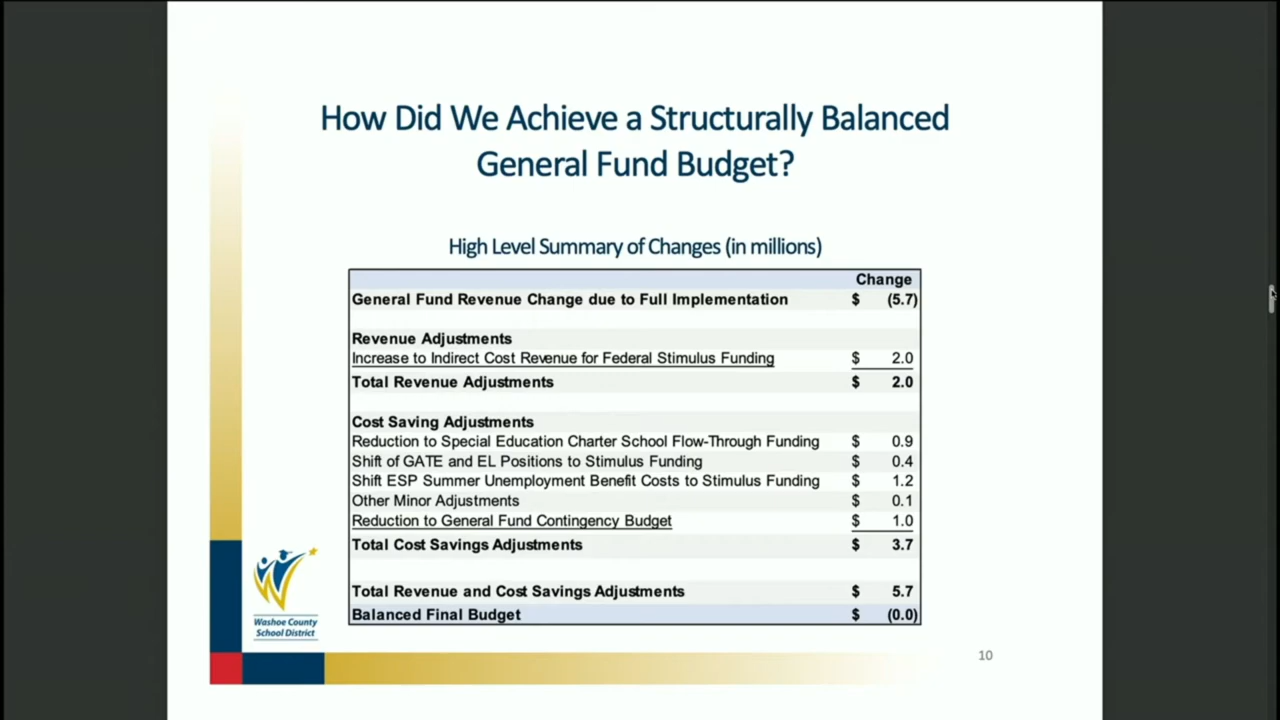 How Did We Achieve a Structurally Balanced
General Fund Budget?
High Level Summary of Changes (in millions)
Change
General Fund Revenue Change due to Full Implementation $ (5.7)
Revenue Adjustments
Increase to Indirect Cost Revenue for Federal Stimulus Funding $ 2.0
Total Revenue Adjustments $ 2.0
Cost Saving Adjustments
Reduction to Special Education Charter School Flow-Through Funding $ 0.9
Shift of GATE and EL Positions to Stimulus Funding $ 0.4
Shift ESP Summer Unemployment Benefit Costs to Stimulus Funding $ 1.2
Other Minor Adjustments $ 0.1
Reduction to General Fund Contingency Budget $ 1.0
Total Cost Savings Adjustments $ 3.7
Total Revenue and Cost Savings Adjustments $ 5.7
Balanced Final Budget $ (0.0)
Washoe County
School District
10